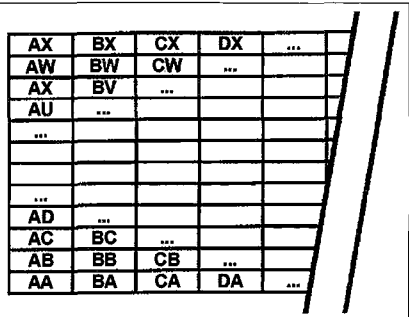 AX BX CX DX ...
AW BW CW ...
AX BV ...
AU ...
...
...
AD ...
AC BC ...
AB BB CB ...
AA BA CA DA ...